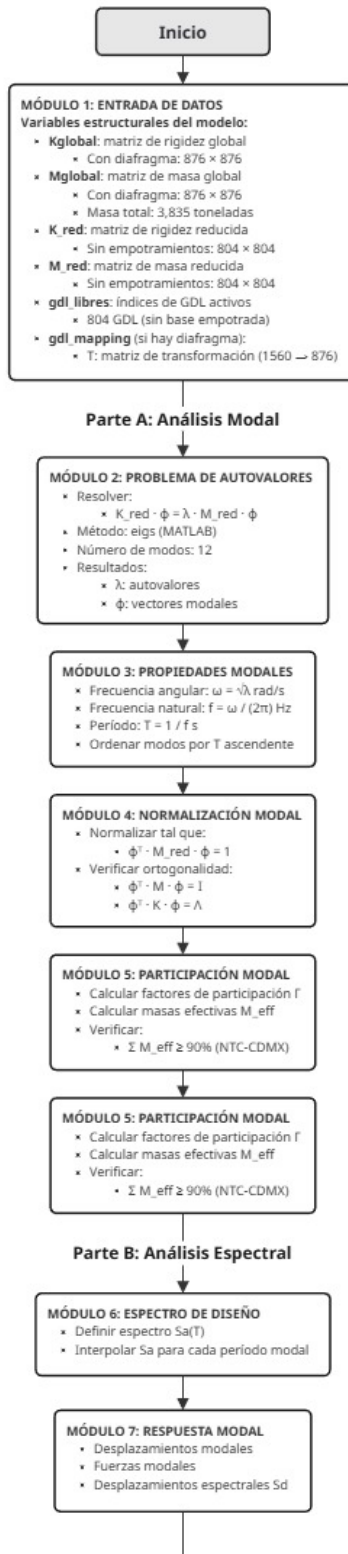 Inicio
MÓDULO 1: ENTRADA DE DATOS
Variables estructurales del modelo:
Kglobal: matriz de rigidez global
Con diafragma: 876 × 876
Mglobal: matriz de masa global
Con diafragma: 876 × 876
Masa total: 3,835 toneladas
K_red: matriz de rigidez reducida
Sin empotramientos: 804 × 804
M_red: matriz de masa reducida
Sin empotramientos: 804 × 804
gdl_libres: índices de GDL activos
804 GDL (sin base empotrada)
gdl_mapping (si hay diafragma):
T: matriz de transformación (1560 → 876)
Parte A: Análisis Modal
MÓDULO 2: PROBLEMA DE AUTOVALORES
Resolver:
K_red · ϕ = λ · M_red · ϕ
Método: eigs (MATLAB)
Número de modos: 12
Resultados:
λ: autovalores
ϕ: vectores modales
MÓDULO 3: PROPIEDADES MODALES
Frecuencia angular: ω = √λ rad/s
Frecuencia natural: f = ω / (2π) Hz
Período: T = 1 / f s
Ordenar modos por T ascendente
MÓDULO 4: NORMALIZACIÓN MODAL
Normalizar tal que:
ϕᵀ · M_red · ϕ = 1
Verificar ortogonalidad:
ϕᵀ · M · ϕ = I
ϕᵀ · K · ϕ = Λ
MÓDULO 5: PARTICIPACIÓN MODAL
Calcular factores de participación Γ
Calcular masas efectivas M_eff
Verificar:
Σ M_eff ≥ 90% (NTC-CDMX)
MÓDULO 5: PARTICIPACIÓN MODAL
Calcular factores de participación Γ
Calcular masas efectivas M_eff
Verificar:
Σ M_eff ≥ 90% (NTC-CDMX)
Parte B: Análisis Espectral
MÓDULO 6: ESPECTRO DE DISEÑO
Definir espectro Sa(T)
Interpolar Sa para cada período modal
MÓDULO 7: RESPUESTA MODAL
Desplazamientos modales
Fuerzas modales
Desplazamientos espectrales Sd